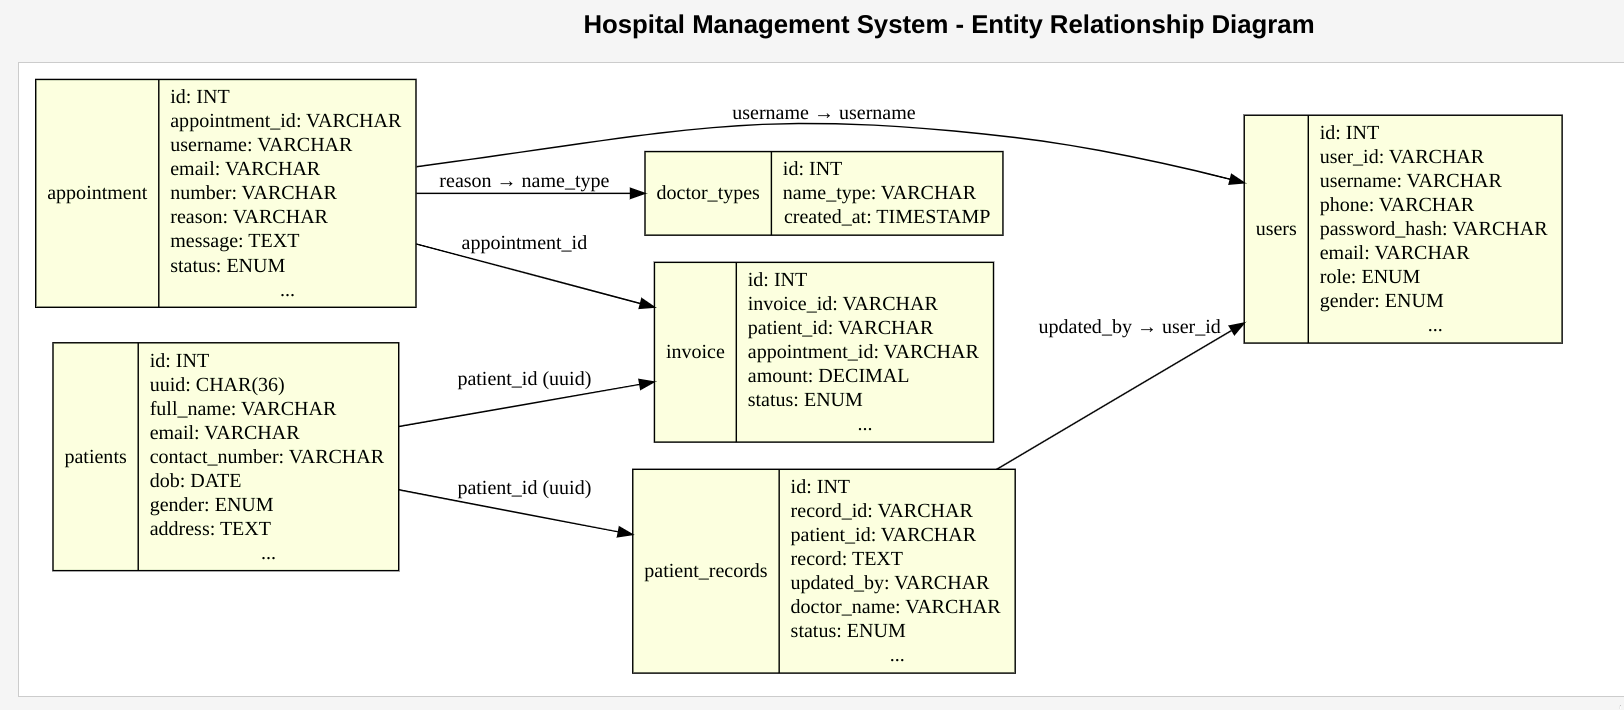 Hospital Management System - Entity Relationship Diagram
appointment
id: INT
appointment_id: VARCHAR
username: VARCHAR
email: VARCHAR
number: VARCHAR
reason: VARCHAR
message: TEXT
status: ENUM
...
username → username
reason → name_type
appointment_id
doctor_types
id: INT
name_type: VARCHAR
created_at: TIMESTAMP
users
id: INT
user_id: VARCHAR
username: VARCHAR
phone: VARCHAR
password_hash: VARCHAR
email: VARCHAR
role: ENUM
gender: ENUM
...
invoice
id: INT
invoice_id: VARCHAR
patient_id: VARCHAR
appointment_id: VARCHAR
amount: DECIMAL
status: ENUM
...
updated_by → user_id
patients
id: INT
uuid: CHAR(36)
full_name: VARCHAR
email: VARCHAR
contact_number: VARCHAR
dob: DATE
gender: ENUM
address: TEXT
...
patient_id (uuid)
patient_id (uuid)
patient_records
id: INT
record_id: VARCHAR
patient_id: VARCHAR
record: TEXT
updated_by: VARCHAR
doctor_name: VARCHAR
status: ENUM
...